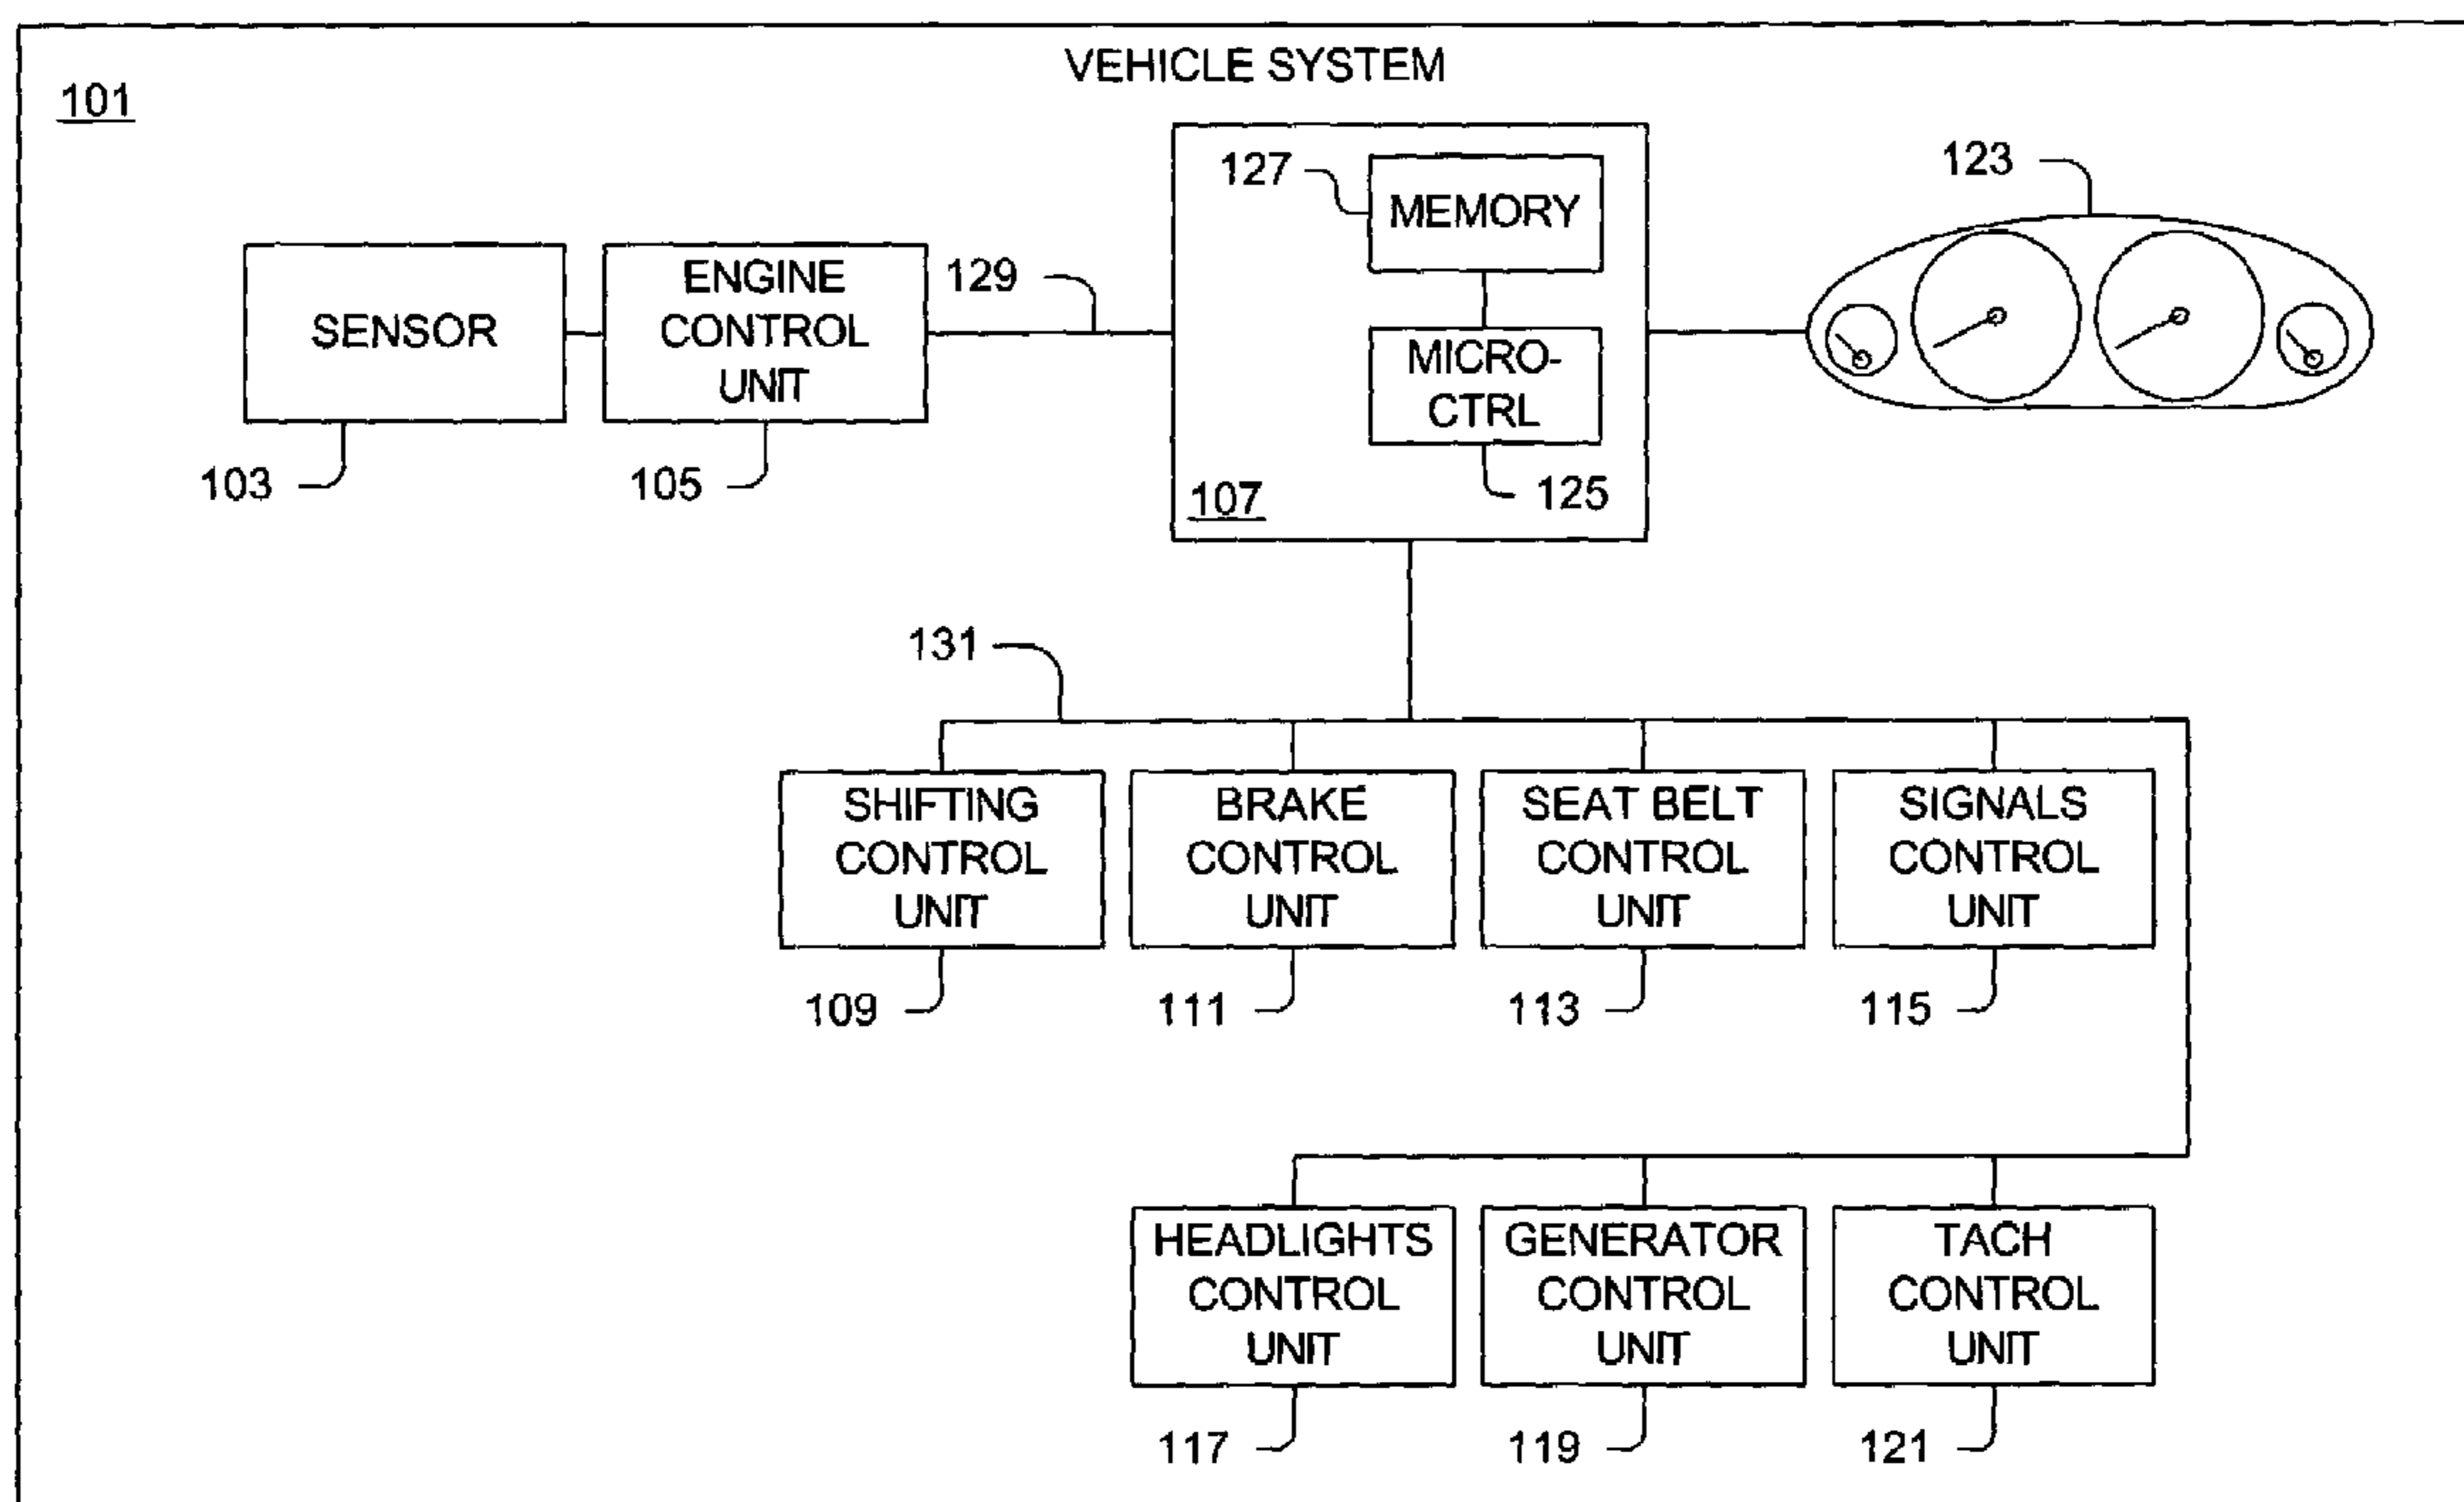 VEHICLE SYSTEM
101
127
MEMORY
123
SENSOR
ENGINE
CONTROL
UNIT
129
MICRO-
CTRL
103
105
107
125
131
SHIFTING
CONTROL
UNIT
BRAKE
CONTROL
UNIT
SEAT BELT
CONTROL
UNIT
SIGNALS
CONTROL
UNIT
109
111
113
115
HEADLIGHTS
CONTROL
UNIT
GENERATOR
CONTROL
UNIT
TACH
CONTROL
UNIT
117
119
121